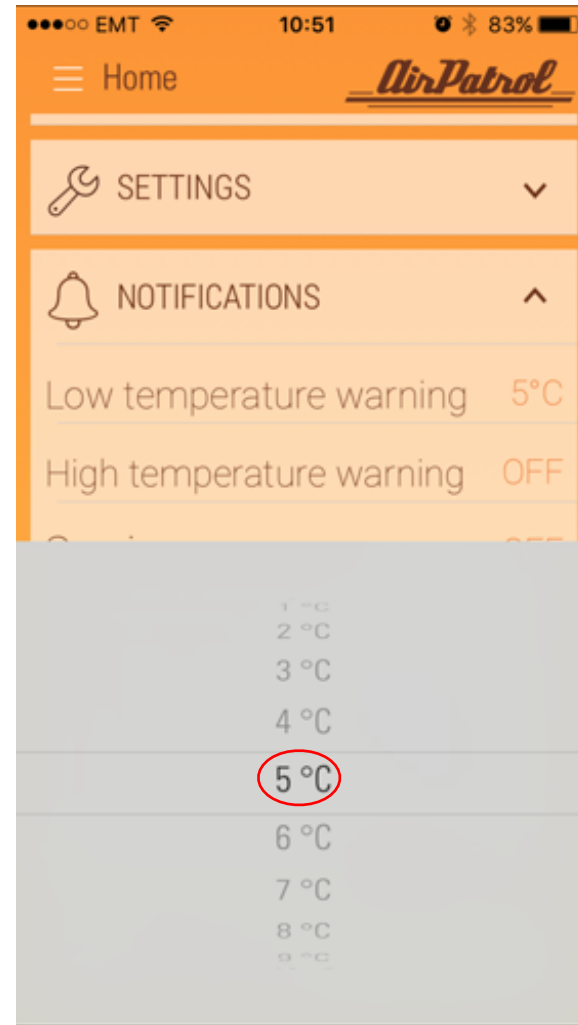 EMT 10:51 83%
Home AirPatrol
SETTINGS
NOTIFICATIONS
Low temperature warning 5°C
High temperature warning OFF
1 °C
2 °C
3 °C
4 °C
5 °C
6 °C
7 °C
8 °C
9 °C